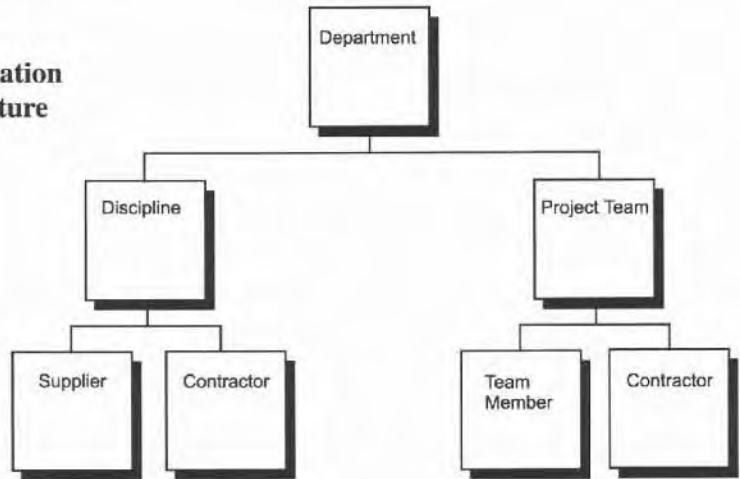 ation
ture
Department
Discipline
Project Team
Supplier
Contractor
Team
Member
Contractor